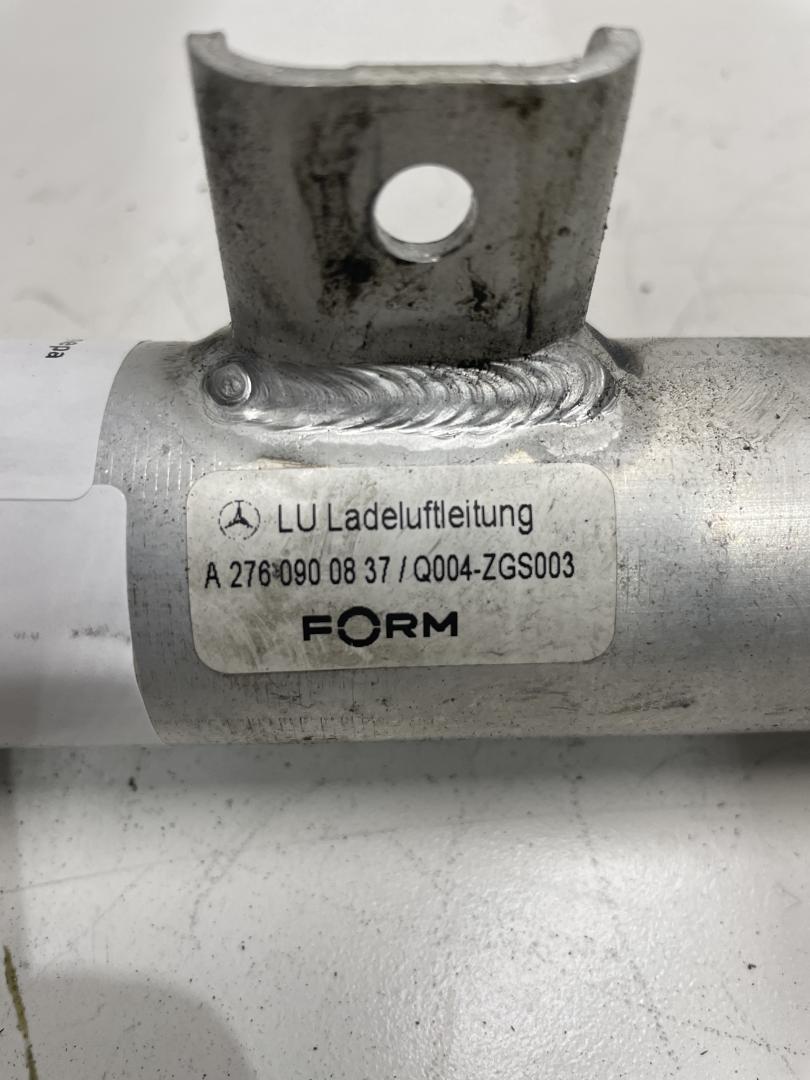 LU Ladeluftleitung
A 276 090 08 37 / Q004-ZGS003
FORM